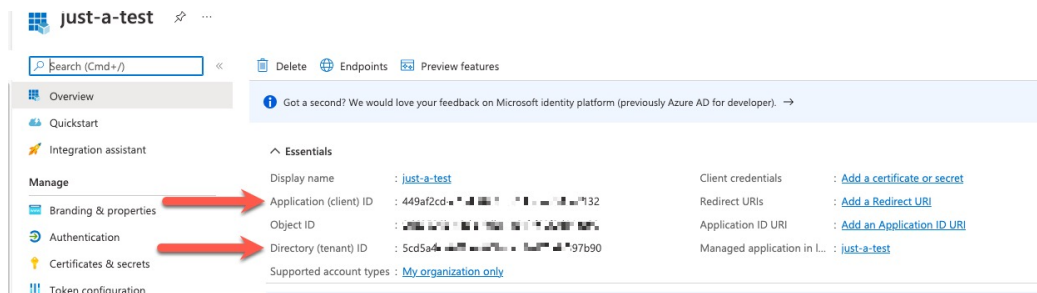 just-a-test
Search (Cmd+/)
Delete Endpoints Preview features
Overview
Got a second? We would love your feedback on Microsoft identity platform (previously Azure AD for developer). →
Quickstart
Integration assistant
Essentials
Manage
Display name : just-a-test
Client credentials : Add a certificate or secret
Application (client) ID : 449af2cd 132
Redirect URIs : Add a Redirect URI
Branding & properties
Object ID :
Application ID URI : Add an Application ID URI
Authentication
Directory (tenant) ID : 5cd5a4 97b90
Managed application in l... : just-a-test
Certificates & secrets
Supported account types : My organization only
Token configuration